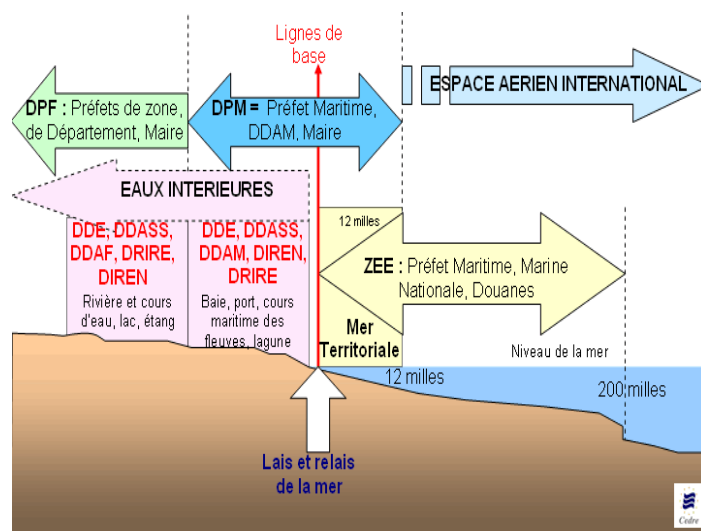 Lignes de
base
ESPACE AERIEN INTERNATIONAL
DPF : Préfets de zone,
de Département, Maire
DPM = Préfet Maritime,
DDAM, Maire
EAUX INTERIEURES
DDE, DDASS,
DDAF, DRIRE,
DIREN
Rivière et cours
d'eau, lac, étang
DDE, DDASS,
DDAM, DIREN,
DRIRE
Baie, port, cours
maritime des
fleuves, lagune
12 milles
ZEE : Préfet Maritime, Marine
Nationale, Douanes
Mer
Territoriale
Niveau de la mer
12 milles
200 milles
Lais et relais
de la mer
Cedre